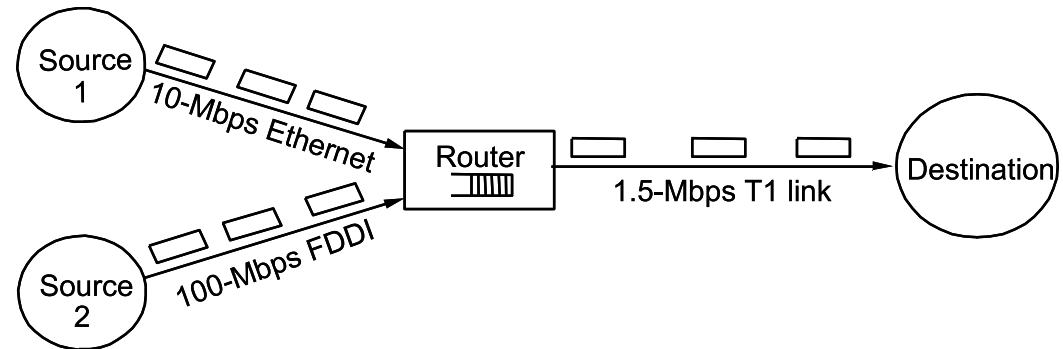 Source
1
10-Mbps Ethernet
Router
1.5-Mbps T1 link
Destination
100-Mbps FDDI
Source
2